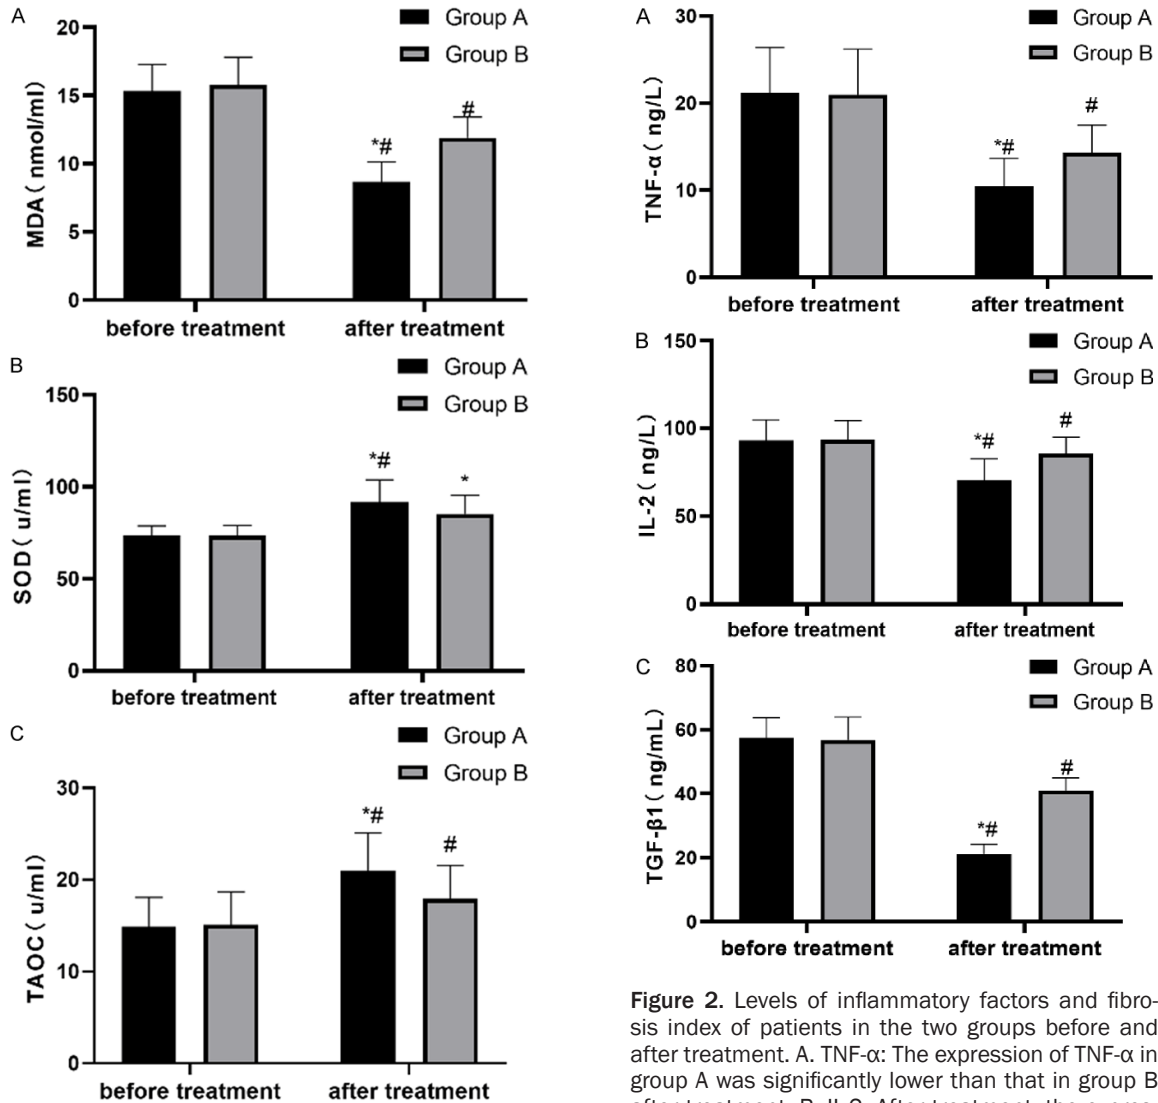 A
Group A
Group B
MDA( nmol/ml)
20
15
10
5
0
*#
#
before treatment
after treatment
B
Group A
Group B
SOD( u/ml)
150
100
50
0
*#
*
before treatment
after treatment
C
Group A
Group B
TAOC( u/ml)
30
20
10
0
*#
#
before treatment
after treatment
A
Group A
Group B
TNF-α( ng/L)
30
20
10
0
*#
#
before treatment
after treatment
B
Group A
Group B
IL-2( ng/L)
150
100
50
0
*#
#
before treatment
after treatment
C
Group A
Group B
TGF-β1( ng/mL)
80
60
40
20
0
*#
#
before treatment
after treatment
Figure 2. Levels of inflammatory factors and fibro-
sis index of patients in the two groups before and
after treatment. A. TNF-α: The expression of TNF-α in
group A was significantly lower than that in group B